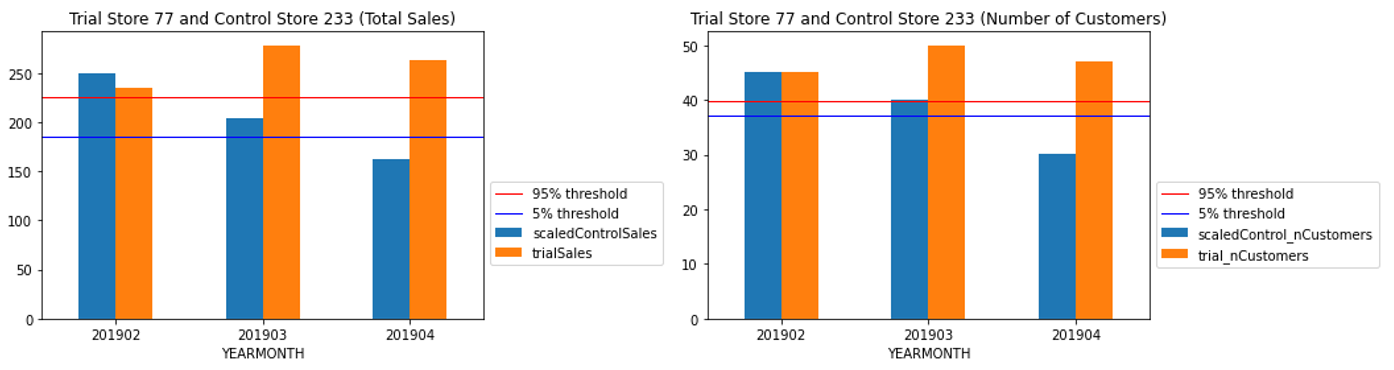 Trial Store 77 and Control Store 233 (Total Sales)
250
200
150
100
50
0
201902
201903
201904
YEARMONTH
95% threshold
5% threshold
scaledControlSales
trialSales
Trial Store 77 and Control Store 233 (Number of Customers)
50
40
30
20
10
0
201902
201903
201904
YEARMONTH
95% threshold
5% threshold
scaledControl_nCustomers
trial_nCustomers